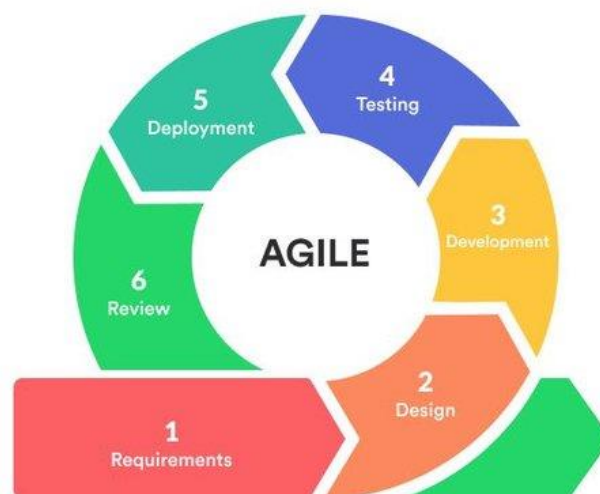 5
Deployment
4
Testing
3
Development
AGILE
6
Review
2
Design
1
Requirements